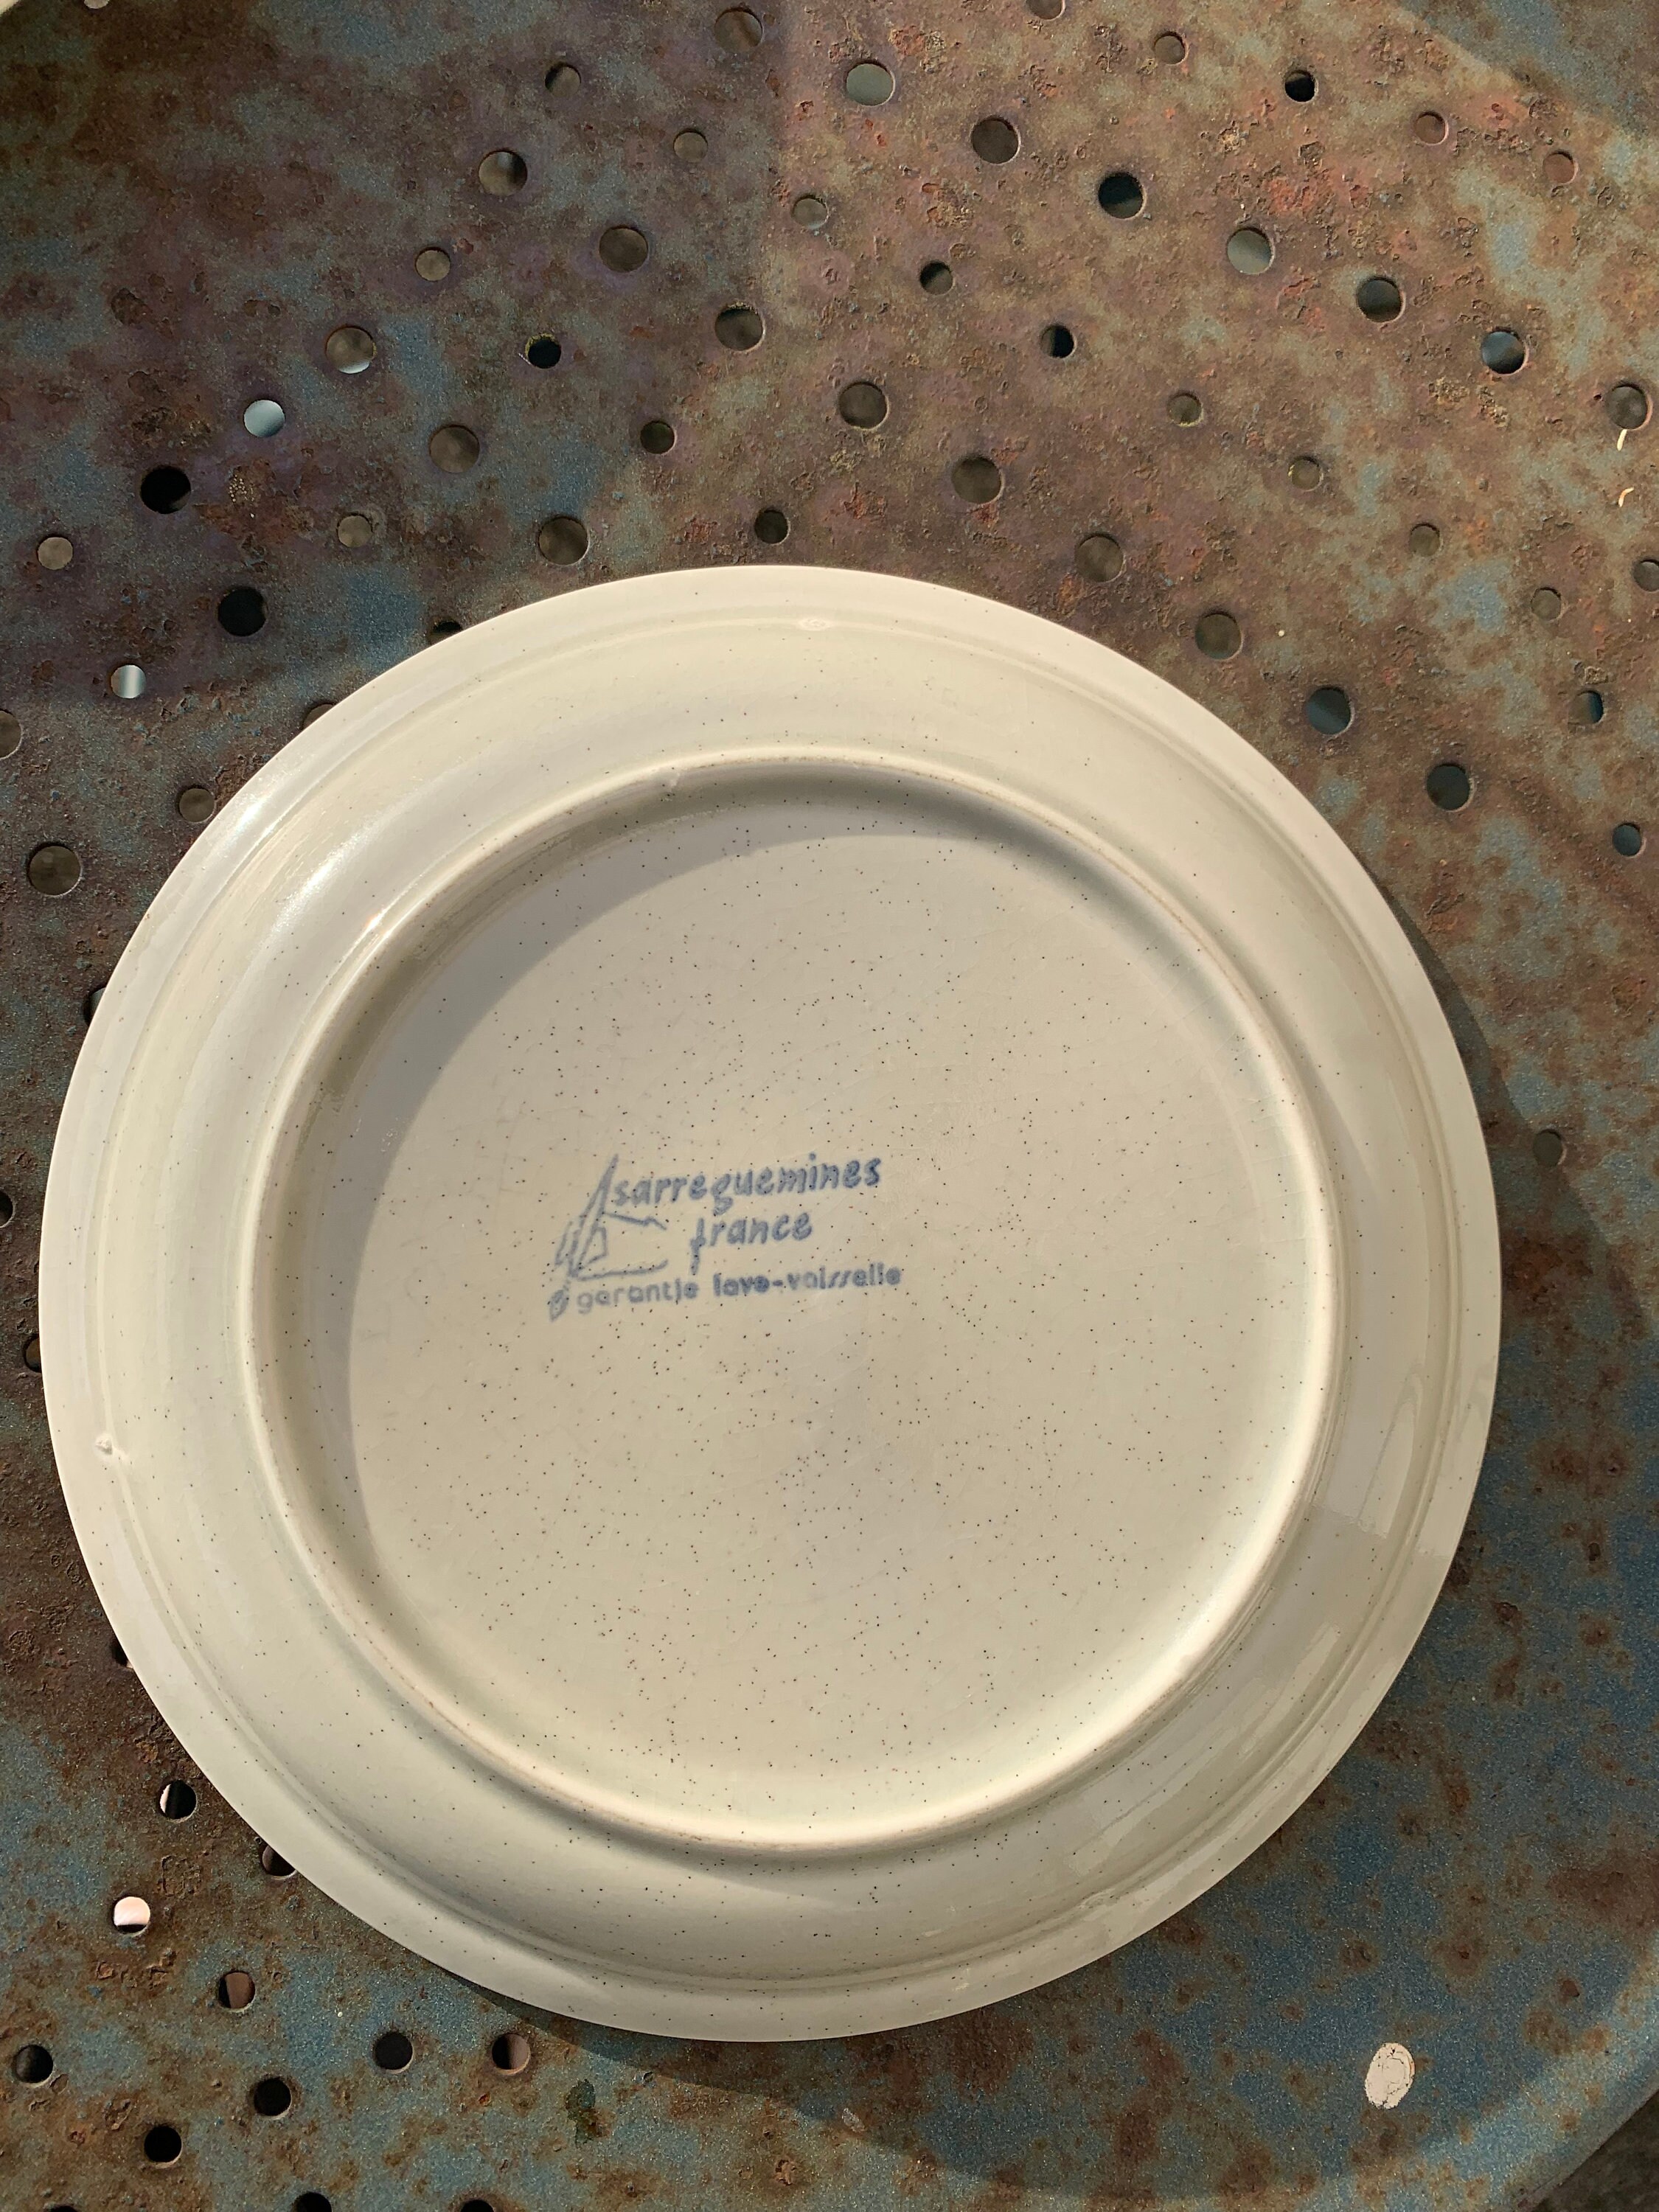 sarreguemines
france
garantie lave-vaisselle